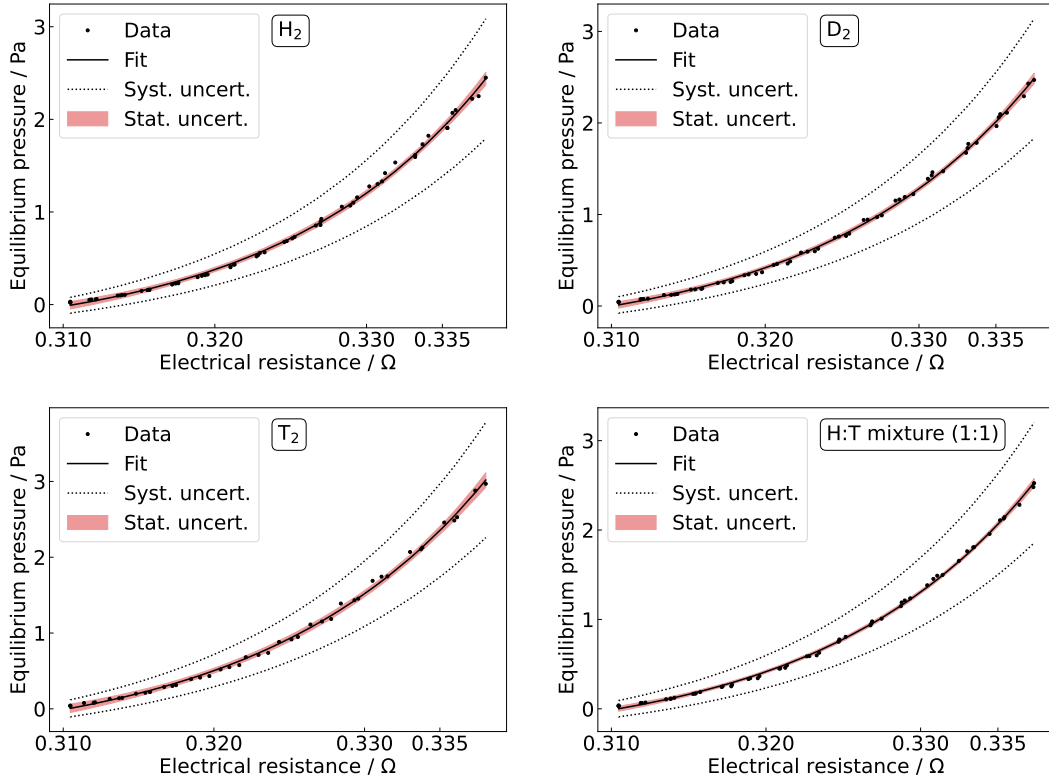 H₂
Data
Fit
Syst. uncert.
Stat. uncert.
Equilibrium pressure / Pa
3
2
1
0
0.310 0.320 0.330 0.335
Electrical resistance / Ω
D₂
Data
Fit
Syst. uncert.
Stat. uncert.
Equilibrium pressure / Pa
3
2
1
0
0.310 0.320 0.330 0.335
Electrical resistance / Ω
T₂
Data
Fit
Syst. uncert.
Stat. uncert.
Equilibrium pressure / Pa
3
2
1
0
0.310 0.320 0.330 0.335
Electrical resistance / Ω
H:T mixture (1:1)
Data
Fit
Syst. uncert.
Stat. uncert.
Equilibrium pressure / Pa
3
2
1
0
0.310 0.320 0.330 0.335
Electrical resistance / Ω